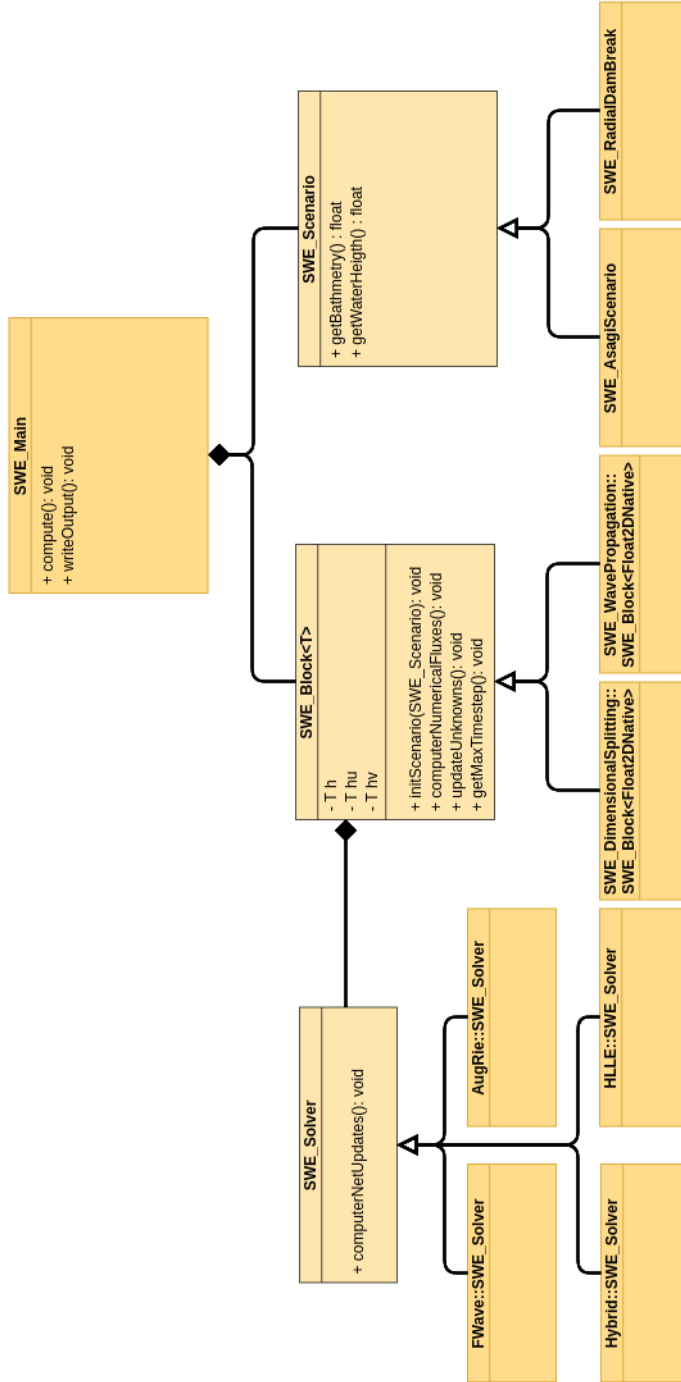 SWE_Main
+ compute(): void
+ writeOutput(): void
SWE_Solver
+ computerNetUpdates(): void
SWE_Block<T>
- T h
- T hu
- T hv
+ initScenario(SWE_Scenario): void
+ computerNumericalFluxes(): void
+ updateUnknowns(): void
+ getMaxTimestep(): void
SWE_Scenario
+ getBathmetry() : float
+ getWaterHeigth() : float
FWave::SWE_Solver
AugRie::SWE_Solver
Hybrid::SWE_Solver
HLLE::SWE_Solver
SWE_DimensionalSplitting::
SWE_Block<Float2DNative>
SWE_WavePropagation::
SWE_Block<Float2DNative>
SWE_AsagiScenario
SWE_RadialDamBreak